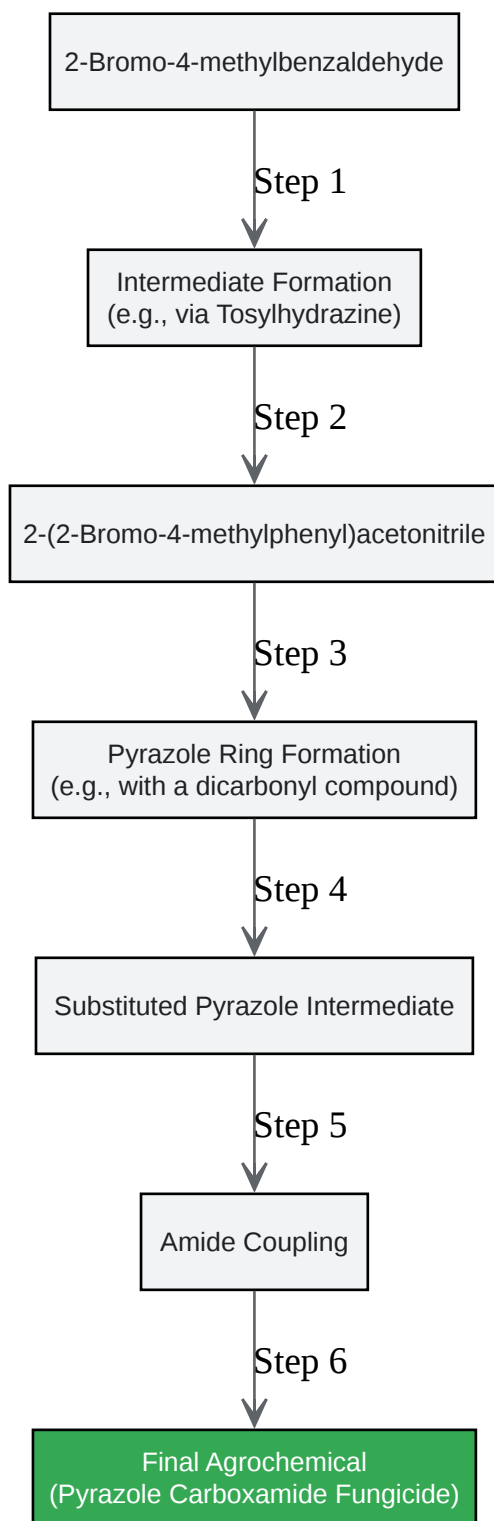 2-Bromo-4-methylbenzaldehyde
Step 1
Intermediate Formation
(e.g., via Tosylhydrazine)
Step 2
2-(2-Bromo-4-methylphenyl)acetonitrile
Step 3
Pyrazole Ring Formation
(e.g., with a dicarbonyl compound)
Step 4
Substituted Pyrazole Intermediate
Step 5
Amide Coupling
Step 6
Final Agrochemical
(Pyrazole Carboxamide Fungicide)